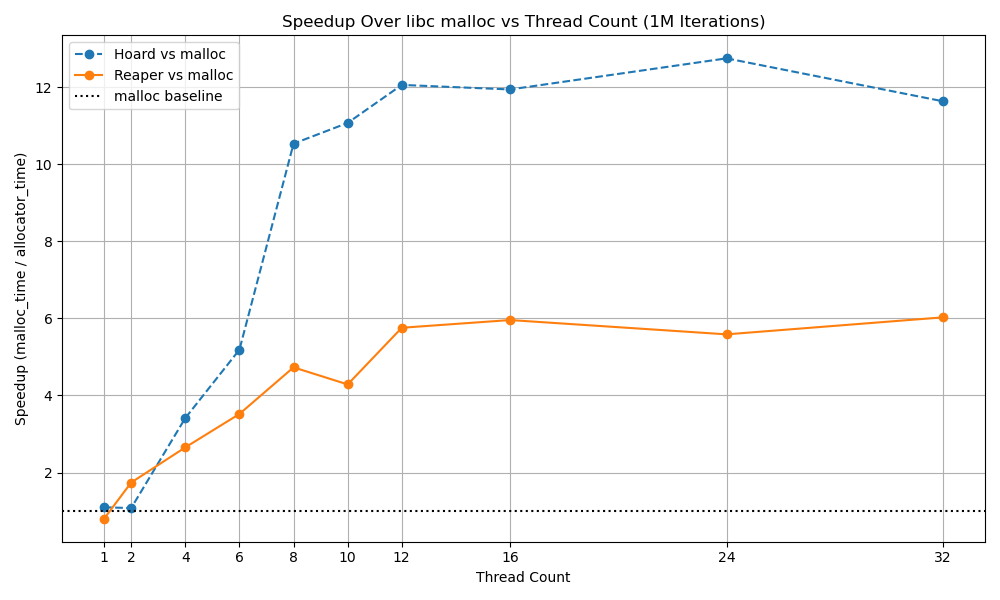 Speedup Over libc malloc vs Thread Count (1M Iterations)
Hoard vs malloc
Reaper vs malloc
malloc baseline
Speedup (malloc_time / allocator_time)
12
10
8
6
4
2
1 2 4 6 8 10 12 16 24 32
Thread Count